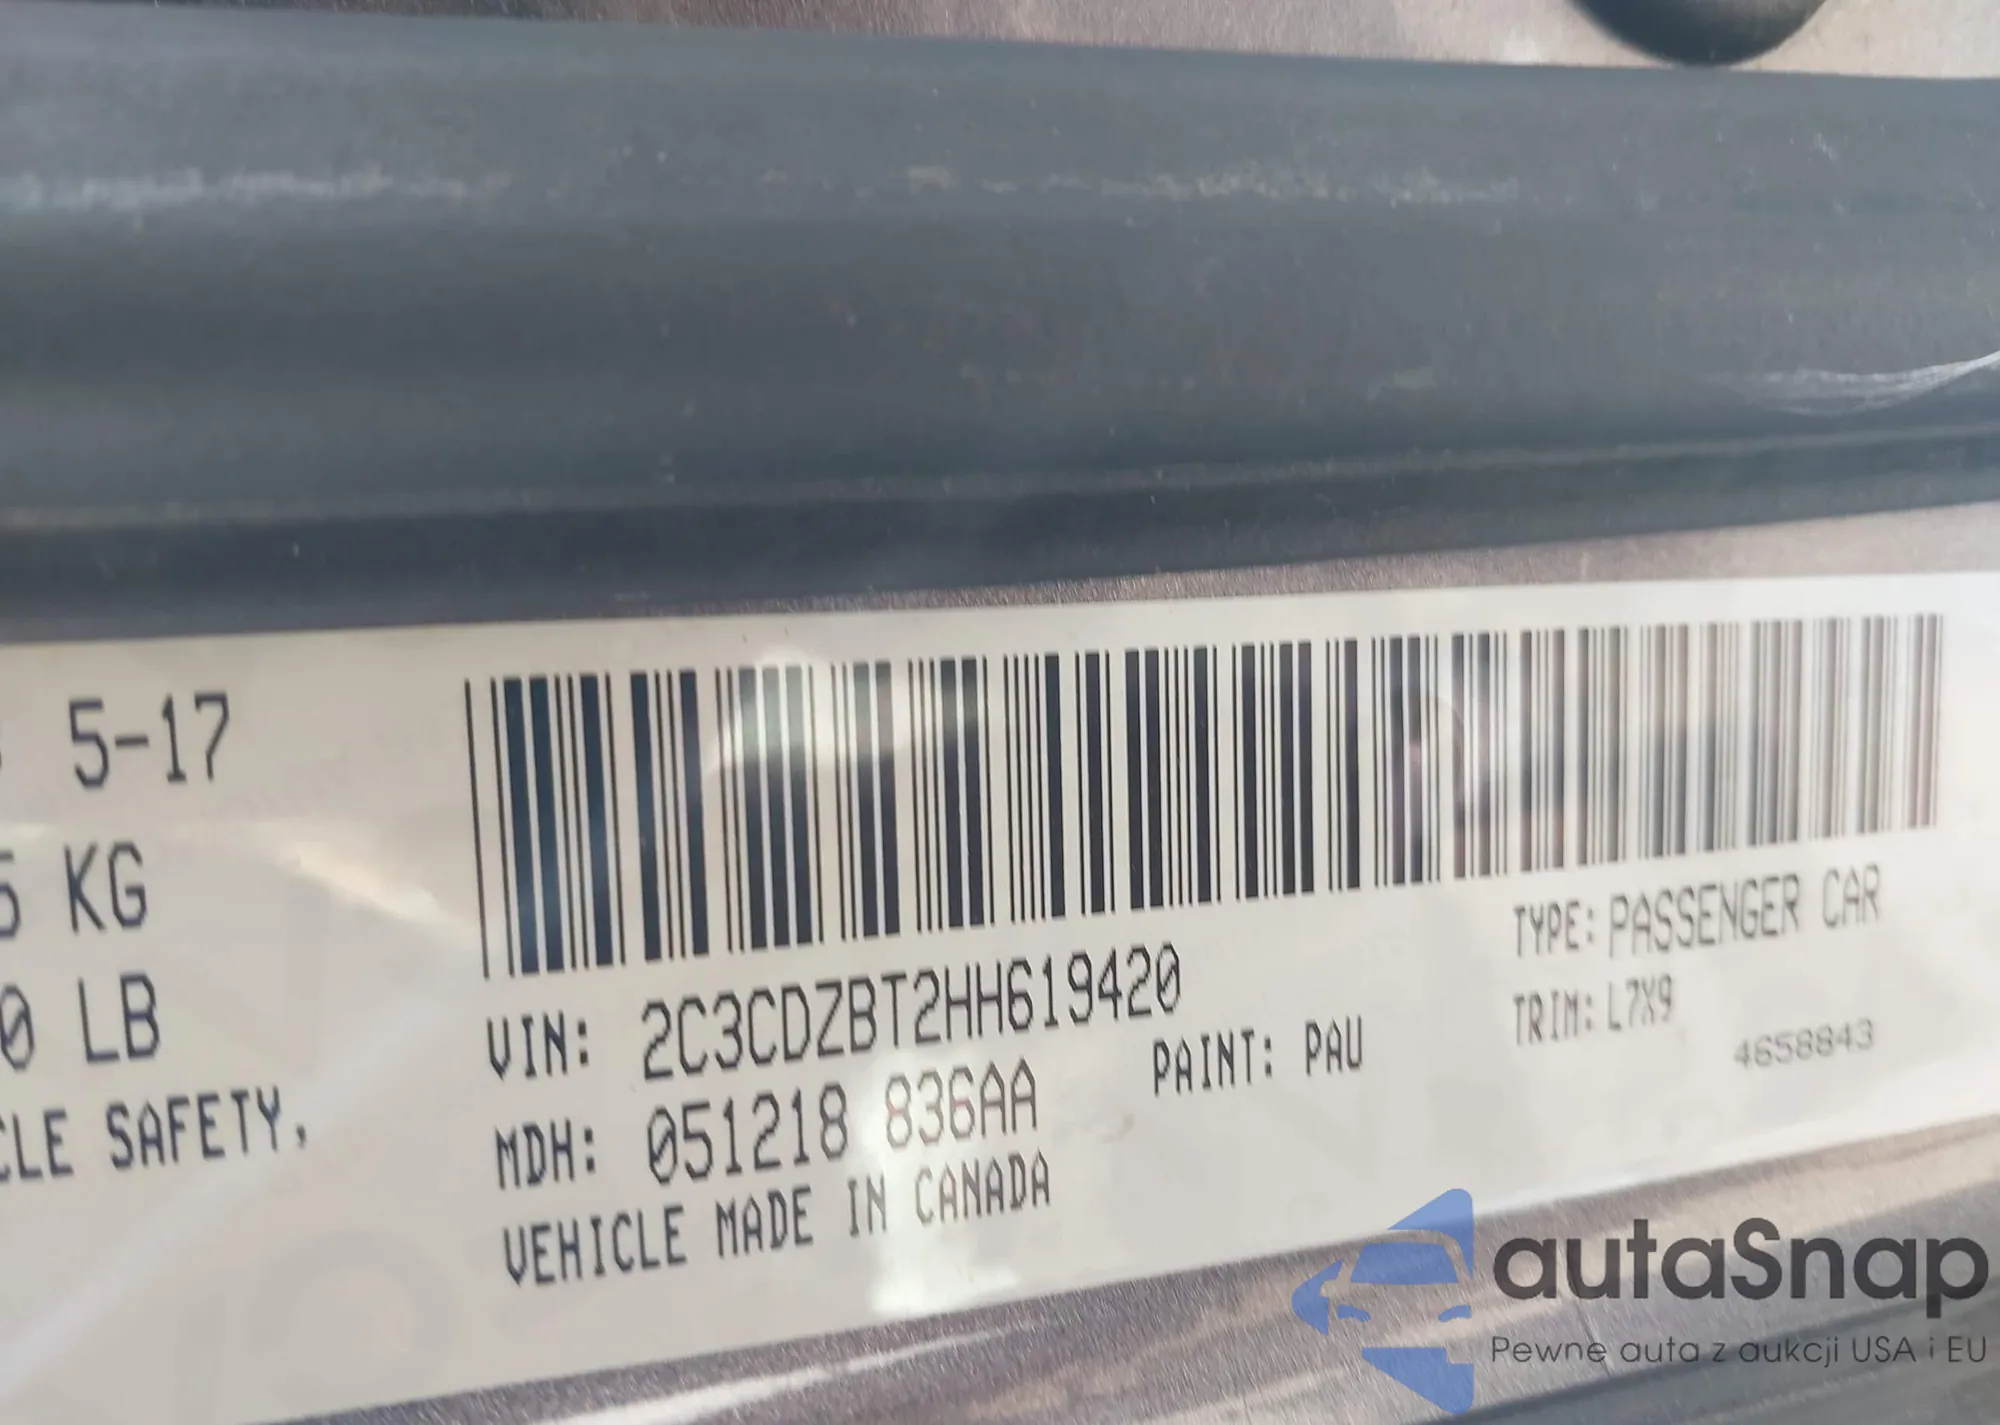 5-17
KG
LB
SAFETY,
VIN: 2C3CDZBT2HH619420
MDH: 051218 836AA
PAINT: PAU
VEHICLE MADE IN CANADA
TYPE: PASSENGER CAR
TRIM: L7X9
4658843
autaSnap
Pewne auta z aukcji USA i EU